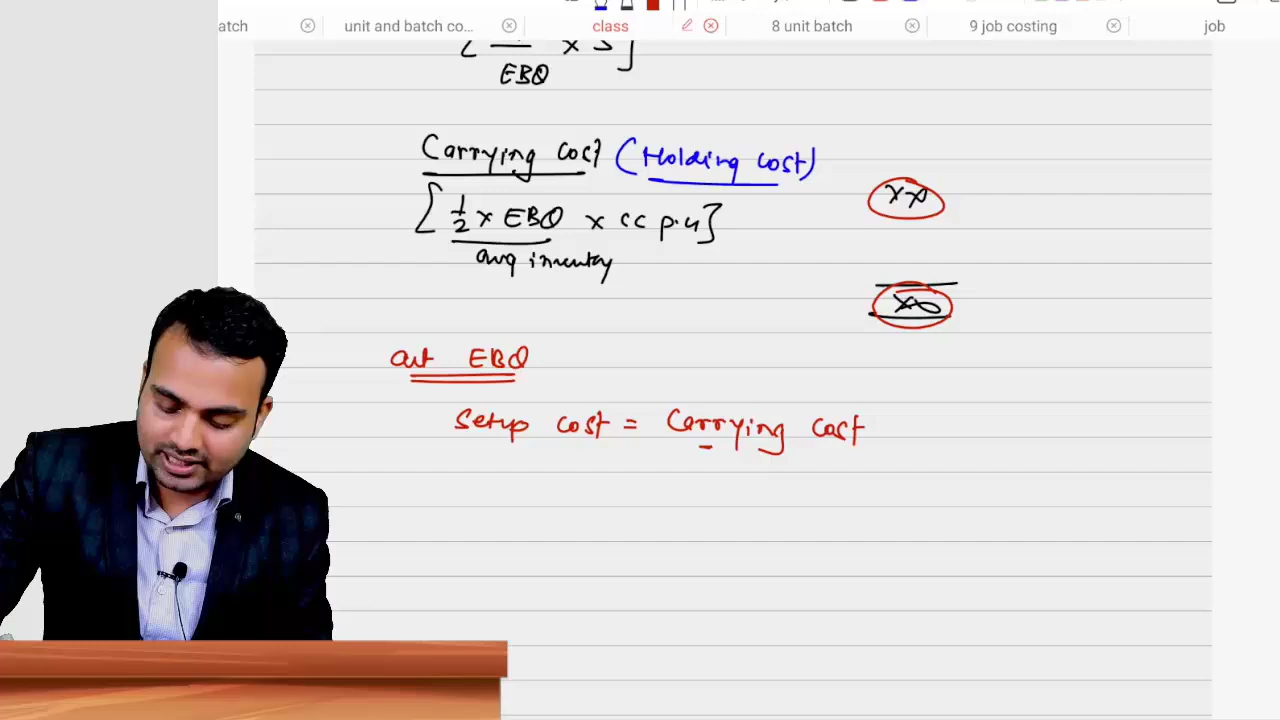 atch unit and batch co... class 8 unit batch 9 job costing job
EBQ
Carrying cost (Holding cost)
[½ x EBQ x cc p.u] xx
avg inventory
xx
at EBQ
Setup cost = Carrying cost